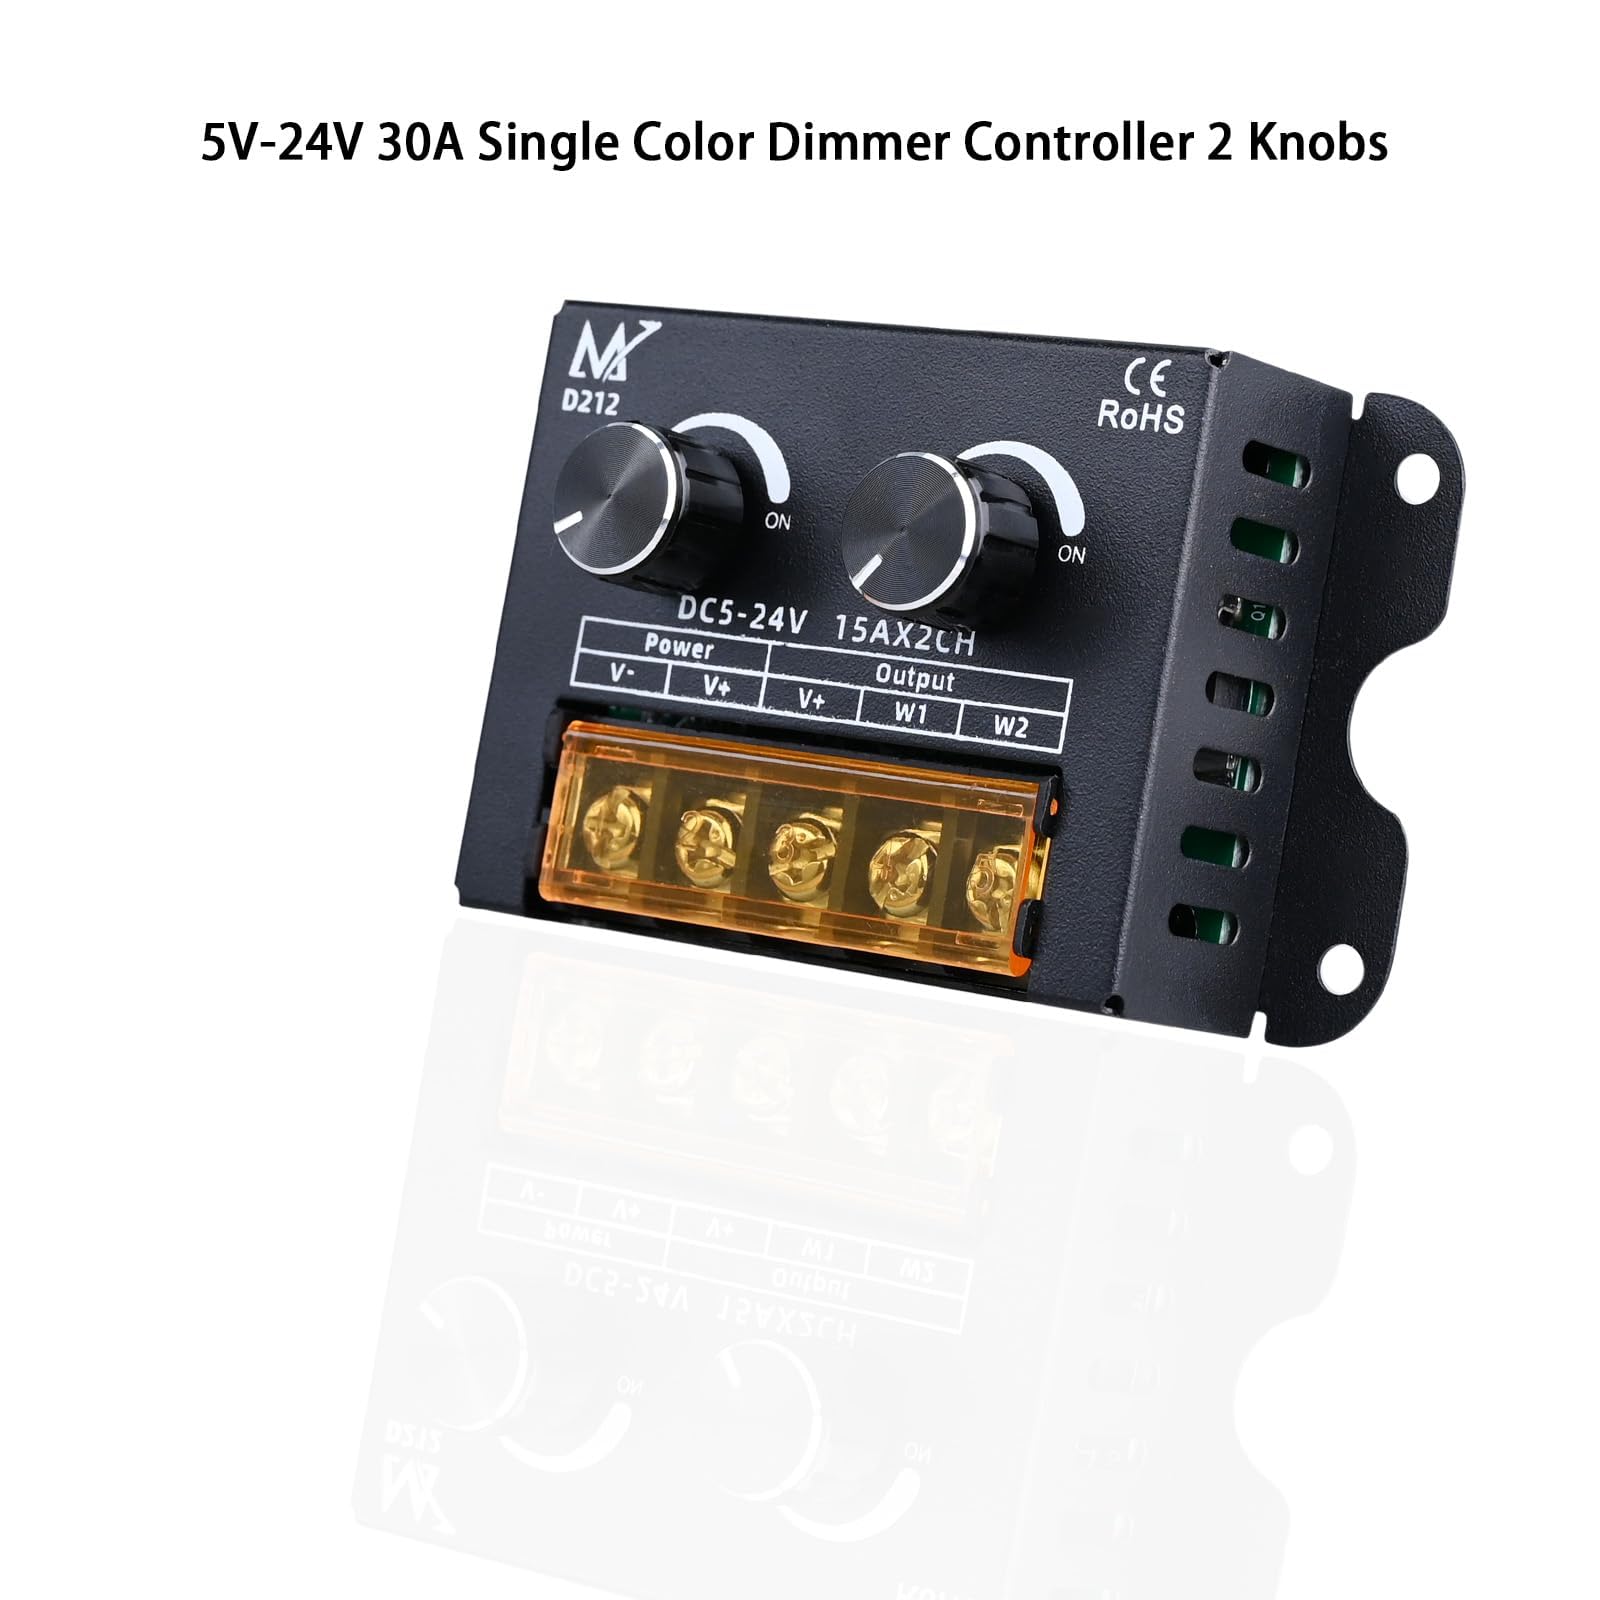 5V-24V 30A Single Color Dimmer Controller 2 Knobs
D212
CE
RoHS
ON
ON
DC5-24V 15AX2CH
Power
Output
V- V+ V+ W1 W2
Q1